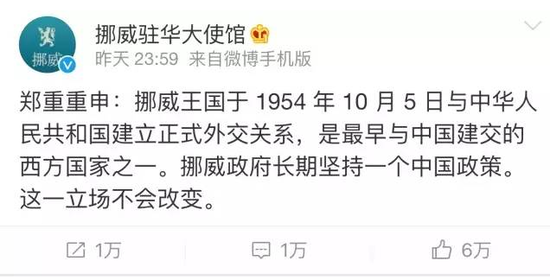 挪威驻华大使馆
挪威
昨天 23:59 来自微博手机版
郑重重申：挪威王国于 1954 年 10 月 5 日与中华人
民共和国建立正式外交关系，是最早与中国建交的
西方国家之一。挪威政府长期坚持一个中国政策。
这一立场不会改变。
1万
1万
6万